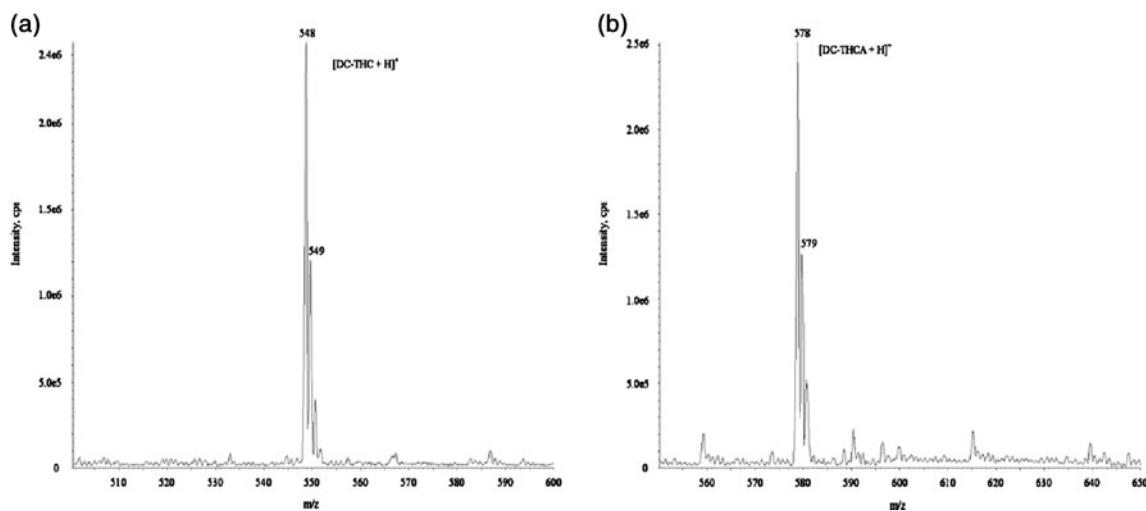 (a)
548
2.4e6
[DC-THC + H]⁺
2.0e6
1.5e6
549
1.0e6
5.0e5
0
Intensity, cps
510 520 530 540 550 560 570 580 590 600
m/z
(b)
578
2.5e6
[DC-THCA + H]⁺
2.0e6
1.5e6
579
1.0e6
5.0e5
0
Intensity, cps
560 570 580 590 600 610 620 630 640 650
m/z